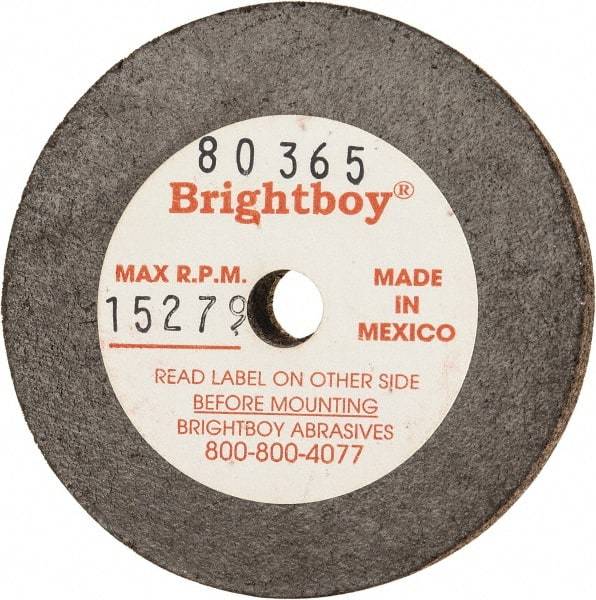 80365
Brightboy®
MAX R.P.M.
15279
MADE
IN
MEXICO
READ LABEL ON OTHER SIDE
BEFORE MOUNTING
BRIGHTBOY ABRASIVES
800-800-4077